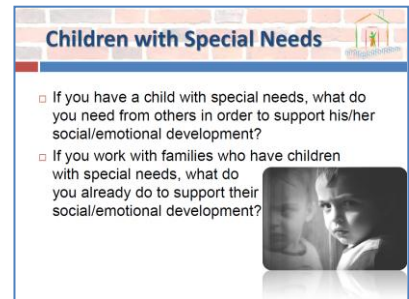 Children with Special Needs
If you have a child with special needs, what do
you need from others in order to support his/her
social/emotional development?
If you work with families who have children
with special needs, what do
you already do to support their
social/emotional development?